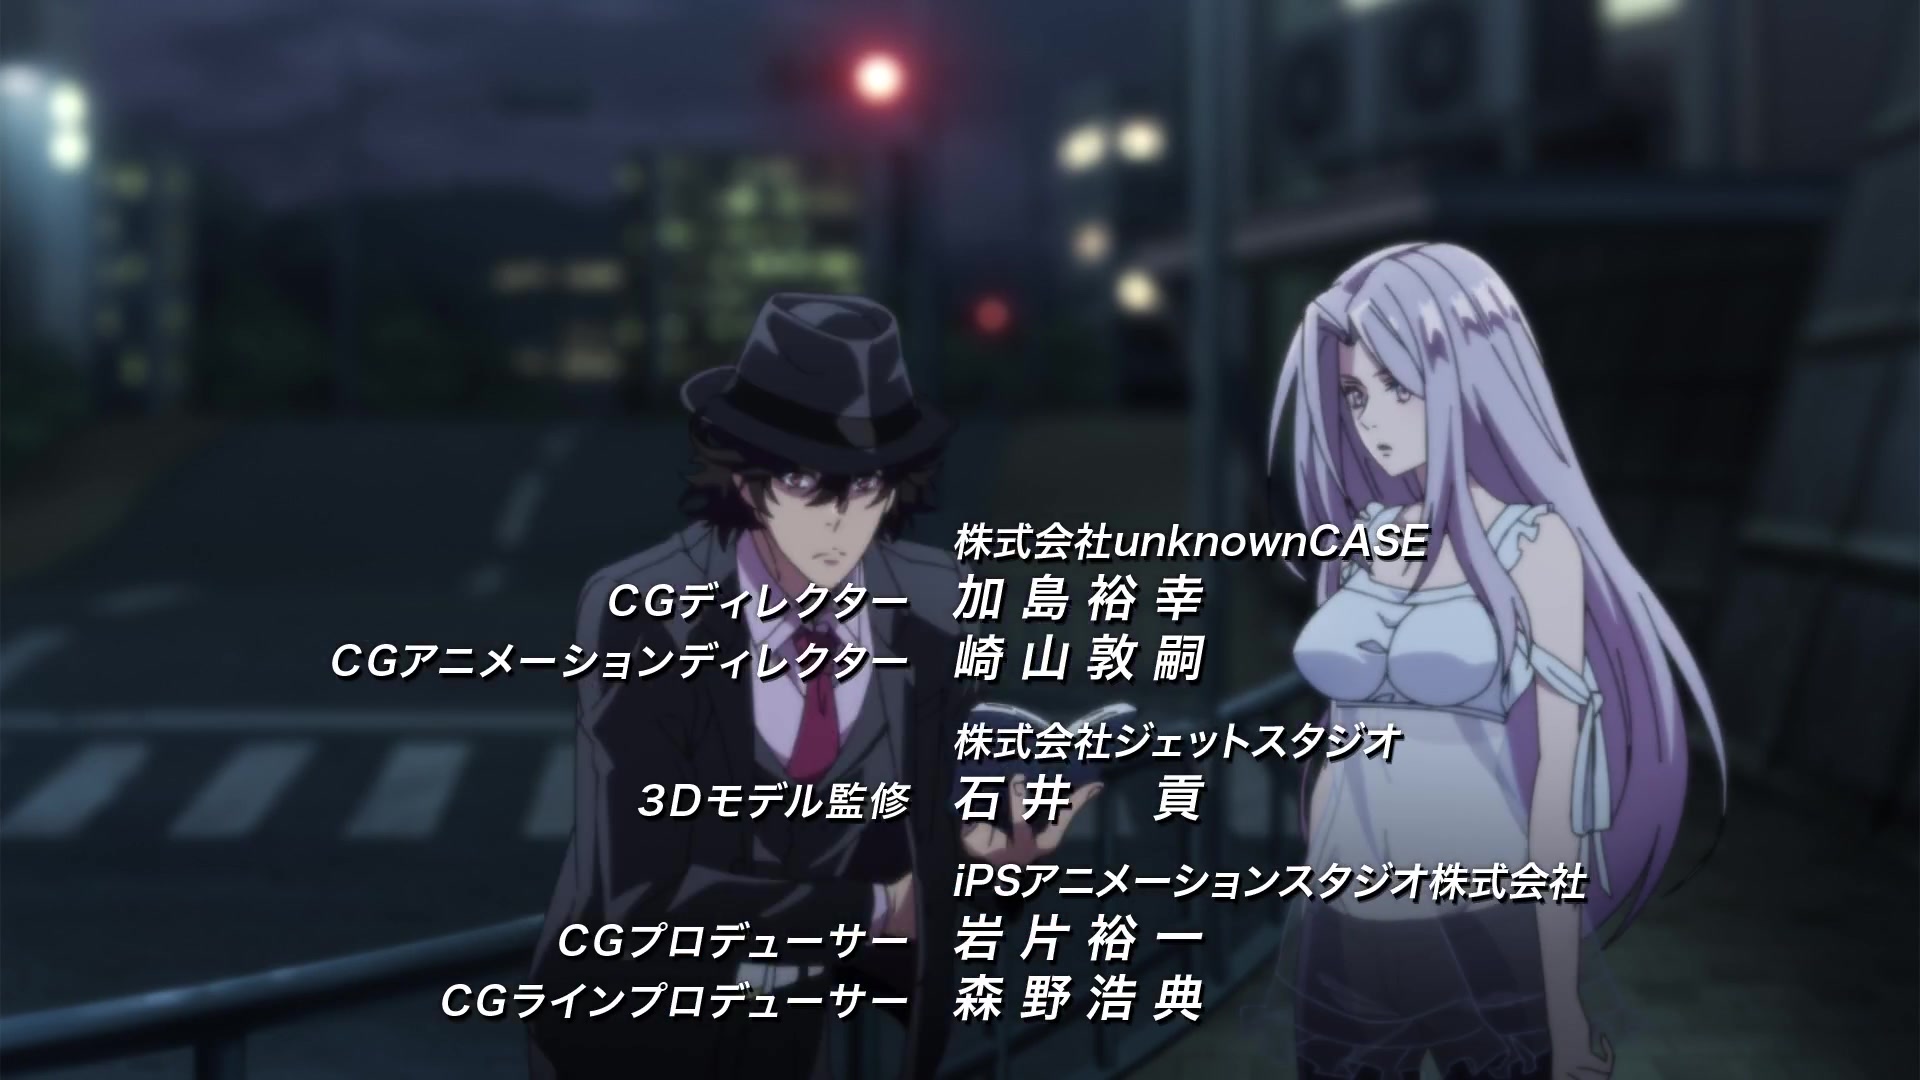 株式会社unknownCASE
CGディレクター 加島裕幸
CGアニメーションディレクター 崎山敦嗣
株式会社ジェットスタジオ
3Dモデル監修 石井 貢
iPSアニメーションスタジオ株式会社
CGプロデューサー 岩片裕一
CGラインプロデューサー 森野浩典